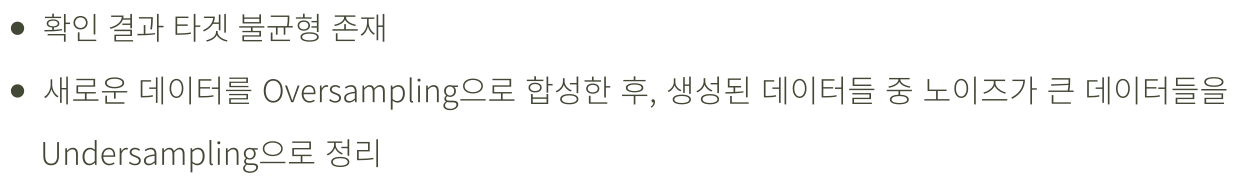 ● 확인 결과 타겟 불균형 존재
● 새로운 데이터를 Oversampling으로 합성한 후, 생성된 데이터들 중 노이즈가 큰 데이터들을
Undersampling으로 정리